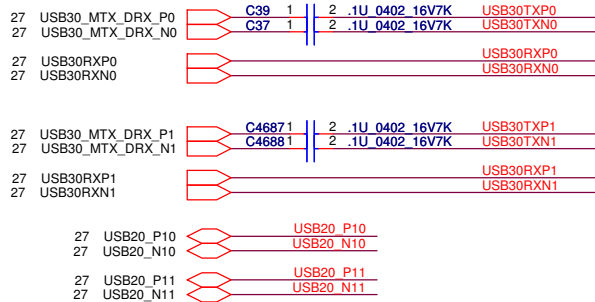 27 USB30_MTX_DRX_P0 C39 1 2 .1U_0402_16V7K USB30TXP0
27 USB30_MTX_DRX_N0 C37 1 2 .1U_0402_16V7K USB30TXN0
27 USB30RXP0 USB30RXP0
27 USB30RXN0 USB30RXN0
27 USB30_MTX_DRX_P1 C4687 1 2 .1U_0402_16V7K USB30TXP1
27 USB30_MTX_DRX_N1 C4688 1 2 .1U_0402_16V7K USB30TXN1
27 USB30RXP1 USB30RXP1
27 USB30RXN1 USB30RXN1
27 USB20_P10 USB20_P10
27 USB20_N10 USB20_N10
27 USB20_P11 USB20_P11
27 USB20_N11 USB20_N11